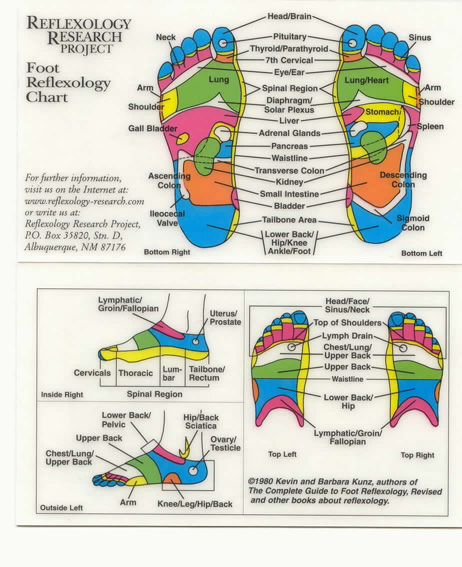 REFLEXOLOGY
RESEARCH
PROJECT
Foot
Reflexology
Chart
For further information,
visit us on the Internet at:
www.reflexology-research.com
or write us at:
Reflexology Research Project,
P.O. Box 35820, Stn. D,
Albuquerque, NM 87176
Neck
Arm
Shoulder
Gall Bladder
Ascending
Colon
Ileocecal
Valve
Bottom Right
Lung
Head/Brain
Pituitary
Thyroid/Parathyroid
7th Cervical
Eye/Ear
Spinal Region
Diaphragm/
Solar Plexus
Liver
Adrenal Glands
Pancreas
Waistline
Transverse Colon
Kidney
Small Intestine
Bladder
Tailbone Area
Lower Back/
Hip/Knee
Ankle/Foot
Lung/Heart
Stomach
Sinus
Arm
Shoulder
Spleen
Descending
Colon
Sigmoid
Colon
Bottom Left
Lymphatic/
Groin/Fallopian
Uterus/
Prostate
Cervicals
Thoracic
Lum-
bar
Tailbone/
Rectum
Inside Right
Spinal Region
Lower Back/
Pelvic
Hip/Back
Sciatica
Upper Back
Ovary/
Testicle
Chest/Lung/
Upper Back
Arm
Knee/Leg/Hip/Back
Outside Left
Head/Face/
Sinus/Neck
Top of Shoulders
Lymph Drain
Chest/Lung/
Upper Back
Upper Back
Waistline
Lower Back/
Hip
Lymphatic/Groin/
Fallopian
Top Left
Top Right
©1980 Kevin and Barbara Kunz, authors of
The Complete Guide to Foot Reflexology, Revised
and other books about reflexology.